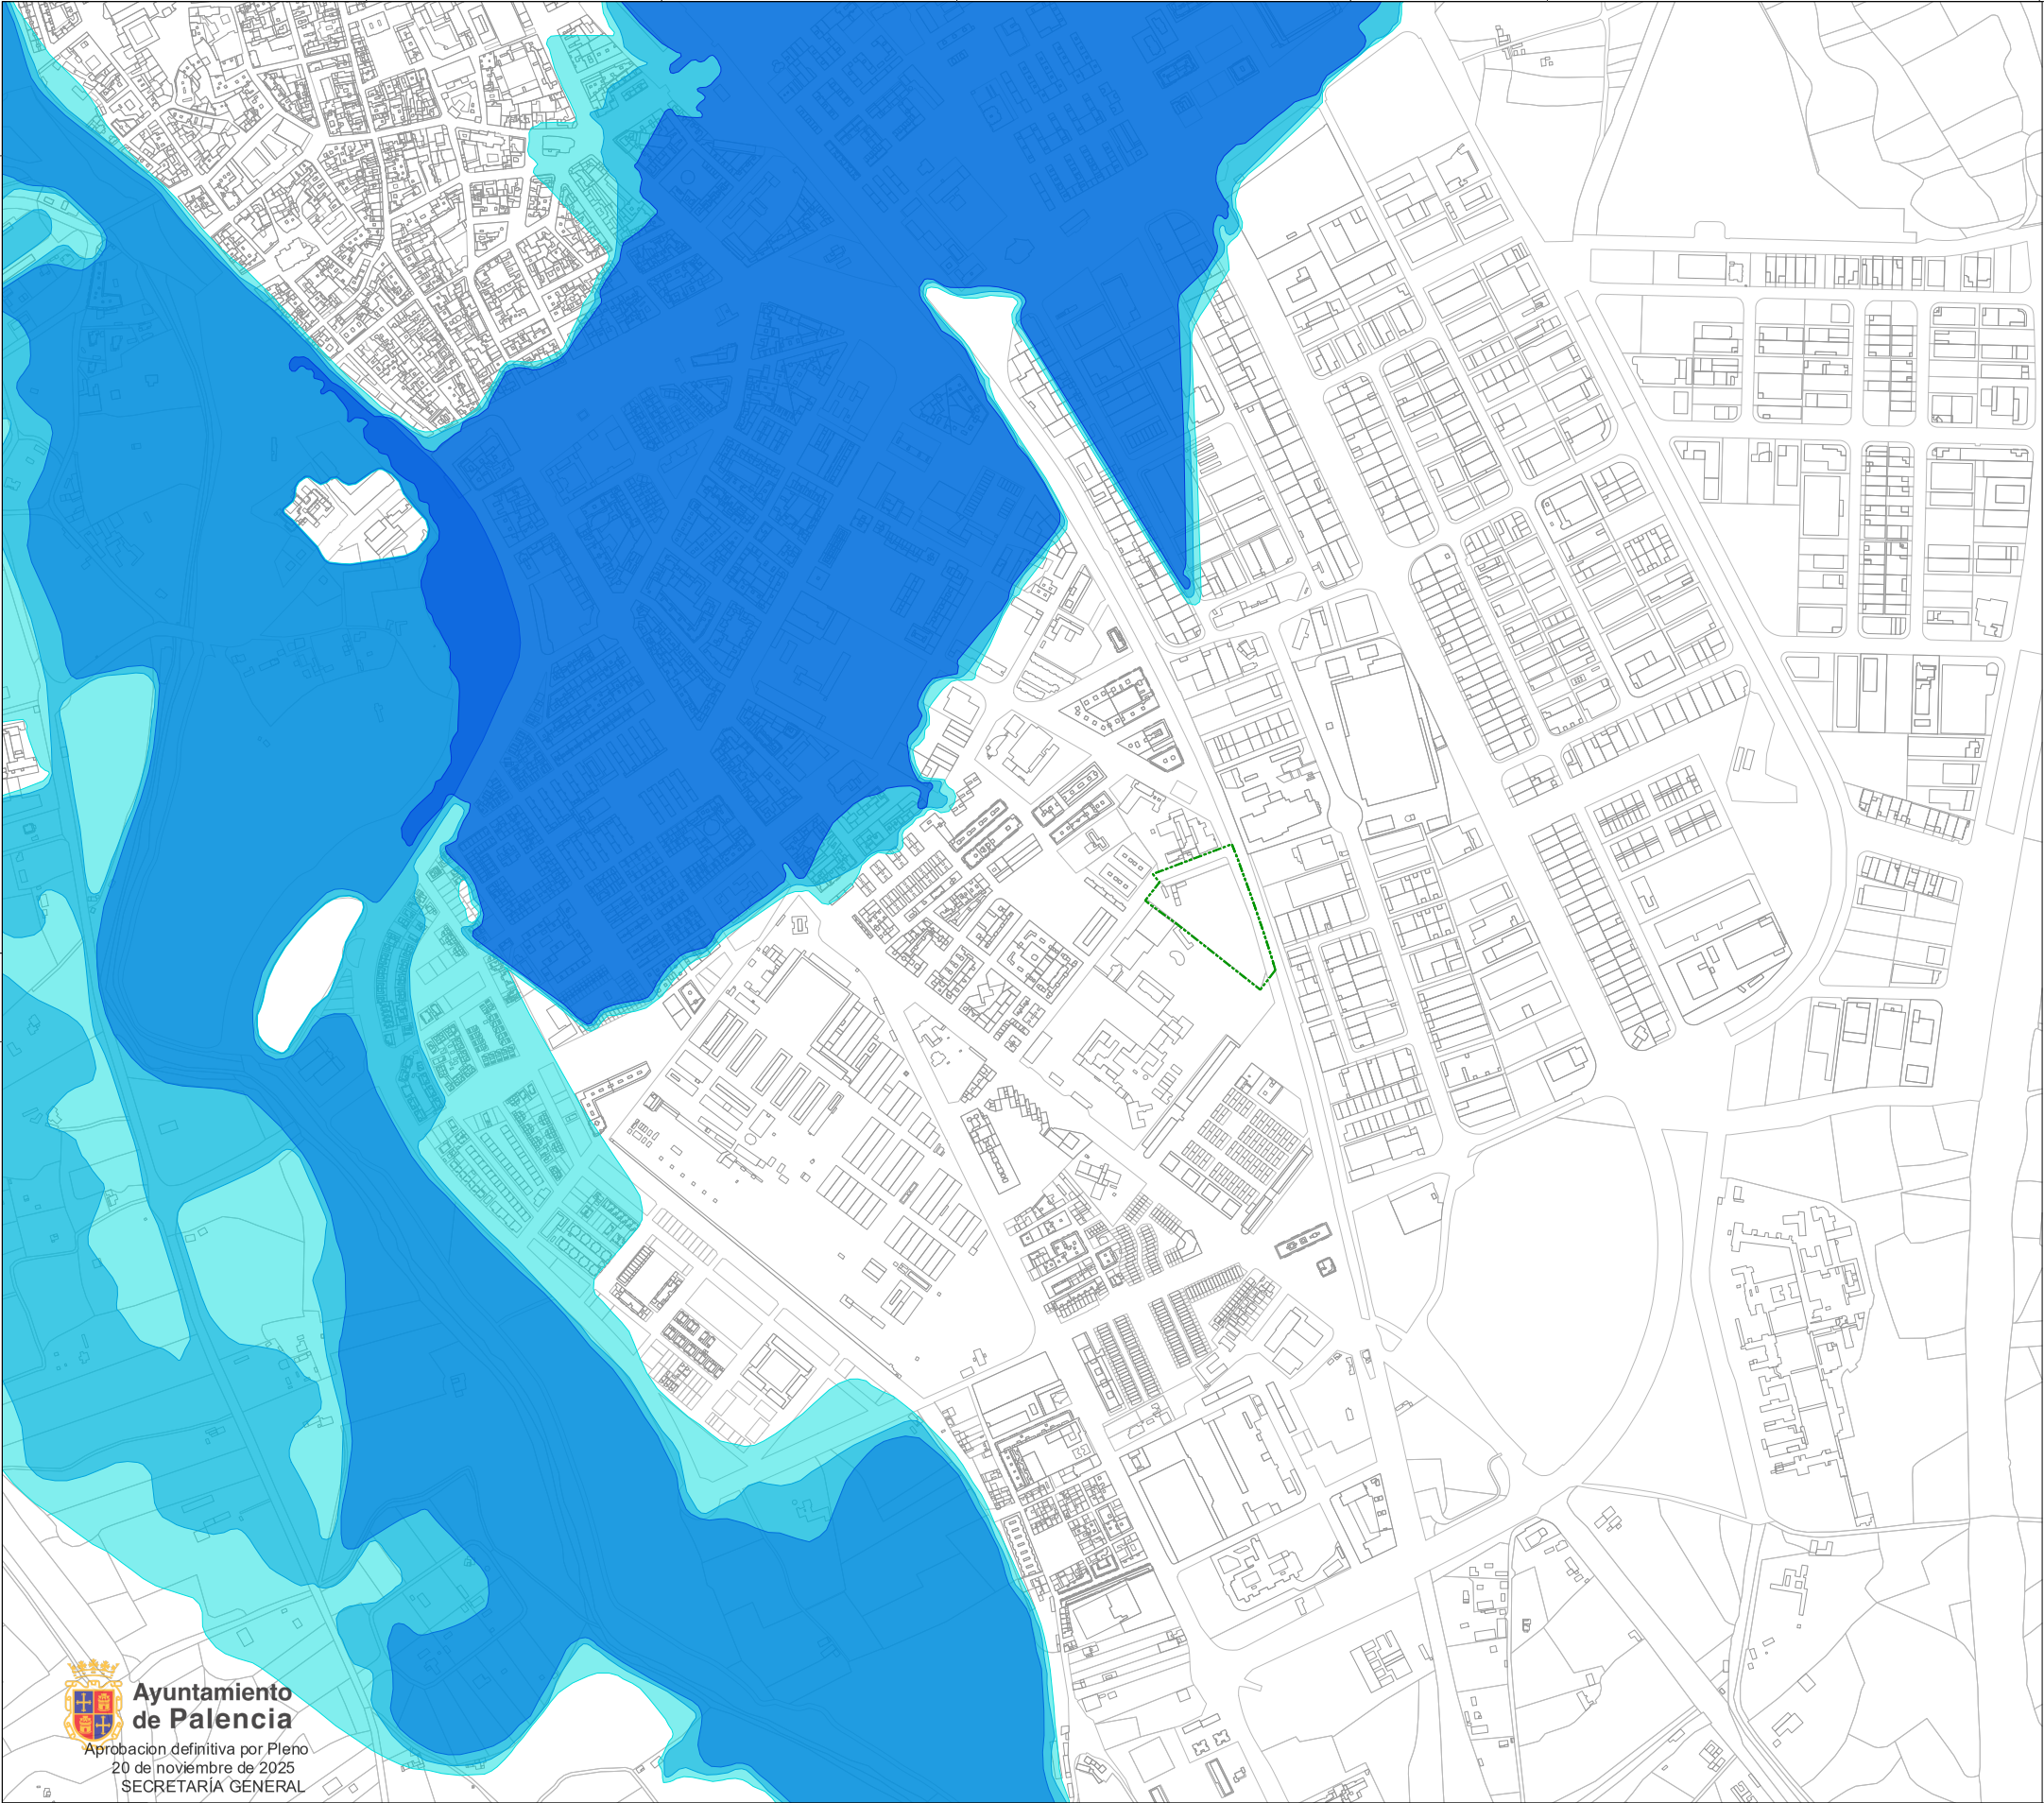 Ayuntamiento
de Palencia
Aprobacion definitiva por Pleno
20 de noviembre de 2025
SECRETARÍA GENERAL